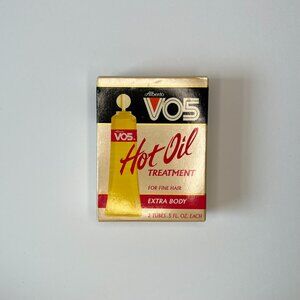 Alberto
VO5
VO5.
Hot Oil
TREATMENT
FOR FINE HAIR
EXTRA BODY
2 TUBES .5 FL. OZ. EACH